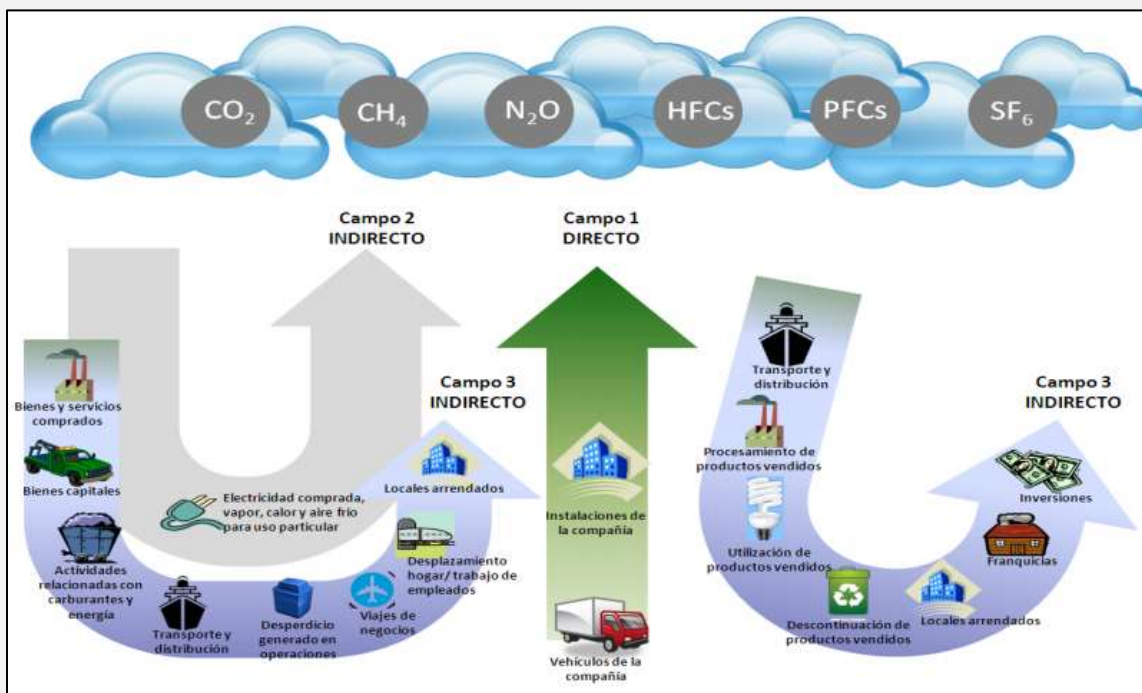 CO₂
CH₄
N₂O
HFCs
PFCs
SF₆
Campo 2
INDIRECTO
Campo 1
DIRECTO
Campo 3
INDIRECTO
Campo 3
INDIRECTO
Bienes y servicios
comprados
Bienes capitales
Actividades
relacionadas con
carburantes y
energía
Transporte y
distribución
Desperdicio
generado en
operaciones
Viajes de
negocios
Desplazamiento
hogar/ trabajo de
empleados
Locales arrendados
Electricidad comprada,
vapor, calor y aire frío
para uso particular
Instalaciones de
la compañía
Vehículos de la
compañía
Transporte y
distribución
Procesamiento de
productos vendidos
Utilización de
productos vendidos
Descontinuación de
productos vendidos
Locales arrendados
Franquicias
Inversiones